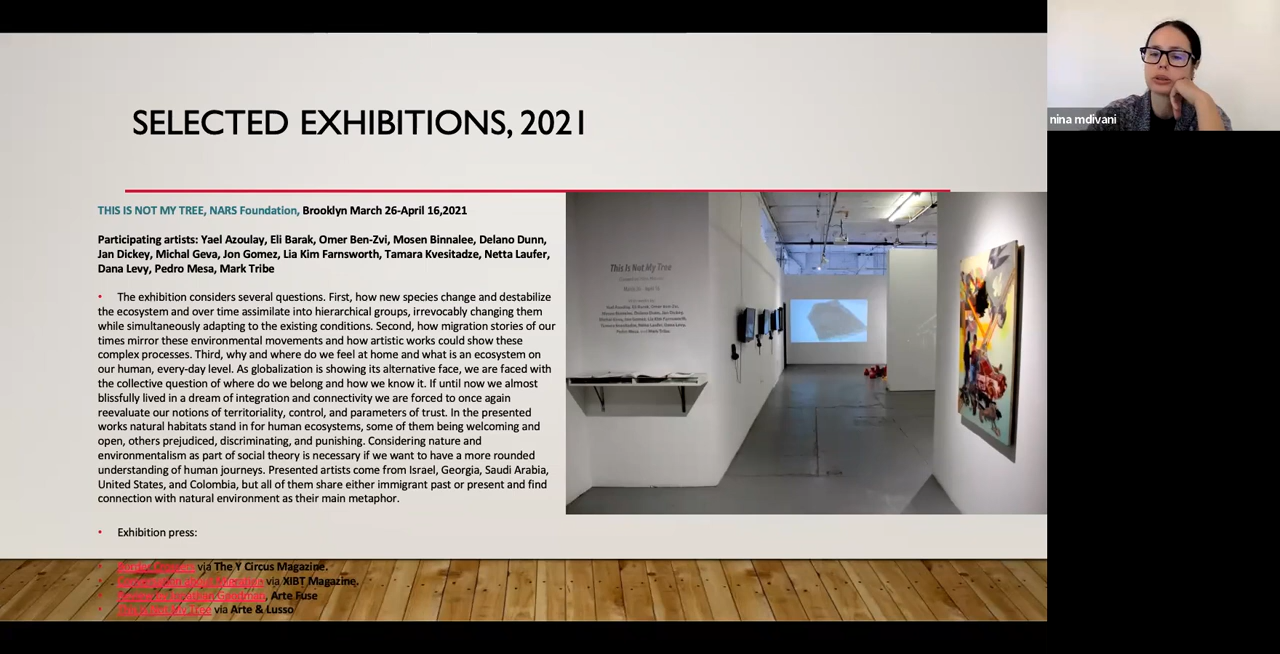 SELECTED EXHIBITIONS, 2021
nina mdivani
THIS IS NOT MY TREE, NARS Foundation, Brooklyn March 26-April 16,2021
Participating artists: Yael Azoulay, Eli Barak, Omer Ben-Zvi, Mosen Binnalee, Delano Dunn,
Jan Dickey, Michal Geva, Jon Gomez, Lia Kim Farnsworth, Tamara Kvesitadze, Netta Laufer,
Dana Levy, Pedro Mesa, Mark Tribe
• The exhibition considers several questions. First, how new species change and destabilize
the ecosystem and over time assimilate into hierarchical groups, irrevocably changing them
while simultaneously adapting to the existing conditions. Second, how migration stories of our
times mirror these environmental movements and how artistic works could show these
complex processes. Third, why and where do we feel at home and what is an ecosystem on
our human, every-day level. As globalization is showing its alternative face, we are faced with
the collective question of where do we belong and how we know it. If until now we almost
blissfully lived in a dream of integration and connectivity we are forced to once again
reevaluate our notions of territoriality, control, and parameters of trust. In the presented
works natural habitats stand in for human ecosystems, some of them being welcoming and
open, others prejudiced, discriminating, and punishing. Considering nature and
environmentalism as part of social theory is necessary if we want to have a more rounded
understanding of human journeys. Presented artists come from Israel, Georgia, Saudi Arabia,
United States, and Colombia, but all of them share either immigrant past or present and find
connection with natural environment as their main metaphor.
This Is Not My Tree
• Exhibition press:
• via The Y Circus Magazine.
• via XIBT Magazine.
• Review by Jonathan Goodman, Arte Fuse
• This is Not My Tree via Arte & Lusso